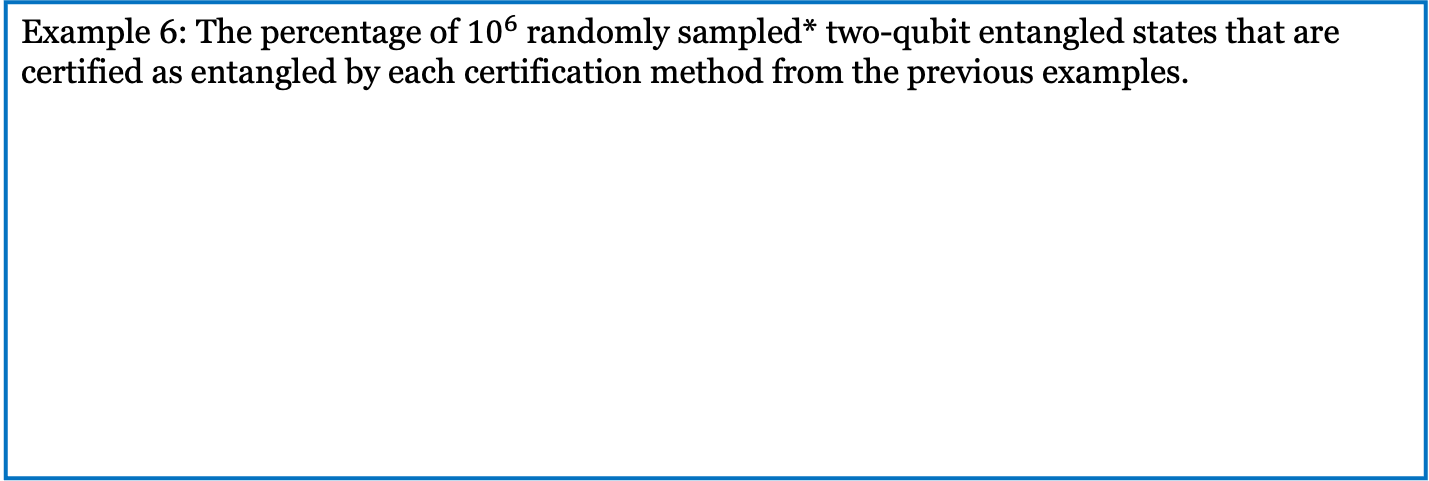 Example 6: The percentage of 10⁶ randomly sampled* two-qubit entangled states that are
certified as entangled by each certification method from the previous examples.